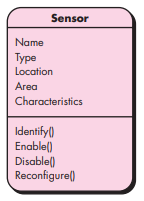 Sensor
Name
Type
Location
Area
Characteristics
Identify()
Enable()
Disable()
Reconfigure()